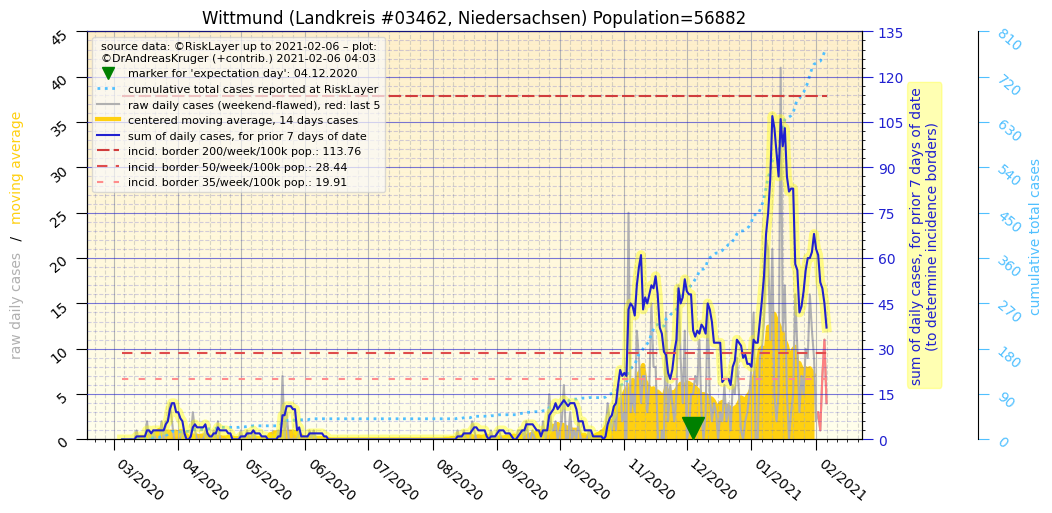 Wittmund (Landkreis #03462, Niedersachsen) Population=56882
source data: ©RiskLayer up to 2021-02-06 – plot:
©DrAndreasKruger (+contrib.) 2021-02-06 04:03
marker for 'expectation day': 04.12.2020
cumulative total cases reported at RiskLayer
raw daily cases (weekend-flawed), red: last 5
centered moving average, 14 days cases
sum of daily cases, for prior 7 days of date
incid. border 200/week/100k pop.: 113.76
incid. border 50/week/100k pop.: 28.44
incid. border 35/week/100k pop.: 19.91
raw daily cases / moving average
45
40
35
30
25
20
15
10
5
0
135
120
105
90
75
60
45
30
15
0
sum of daily cases, for prior 7 days of date
(to determine incidence borders)
810
720
630
540
450
360
270
180
90
0
cumulative total cases
03/2020
04/2020
05/2020
06/2020
07/2020
08/2020
09/2020
10/2020
11/2020
12/2020
01/2021
02/2021